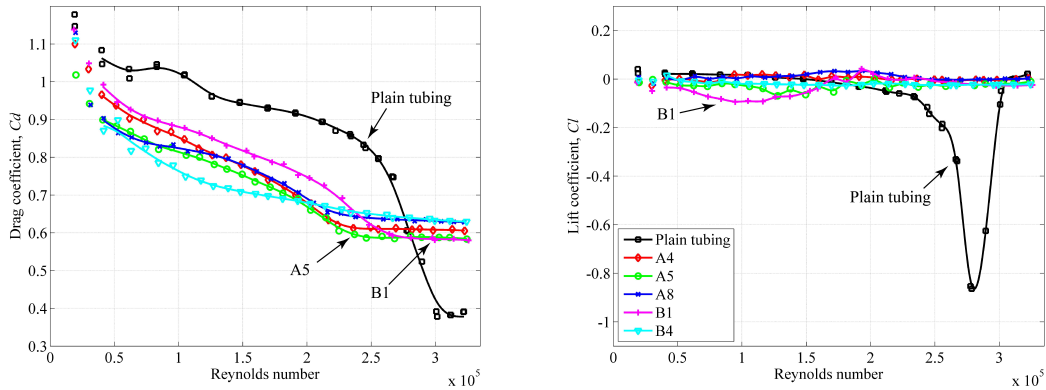 1.1
1
0.9
0.8
0.7
0.6
0.5
0.4
0.3
Drag coefficient, Cd
Plain tubing
A5
B1
0 0.5 1 1.5 2 2.5 3
Reynolds number
x 10^5
0.2
0
-0.2
-0.4
-0.6
-0.8
-1
Lift coefficient, Cl
B1
Plain tubing
Plain tubing
A4
A5
A8
B1
B4
0 0.5 1 1.5 2 2.5 3
Reynolds number
x 10^5